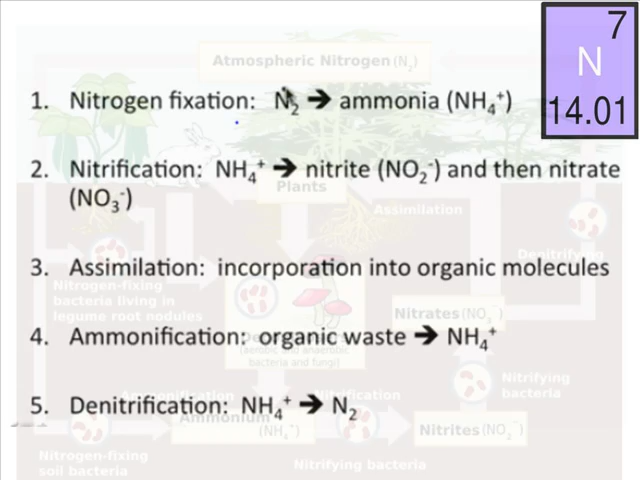 7
N
14.01
Atmospheric Nitrogen (N₂)
1. Nitrogen fixation: N₂ ➔ ammonia (NH₄⁺)
2. Nitrification: NH₄⁺ ➔ nitrite (NO₂⁻) and then nitrate
(NO₃⁻)
Plants
Assimilation
Denitrifying
3. Assimilation: incorporation into organic molecules
Nitrogen-fixing
bacteria living in
legume root nodules
Nitrates (NO
4. Ammonification: organic waste ➔ NH₄⁺
(aerobic and anaerobic
bacteria and fungi)
Nitrifying
bacteria
Ammonification
Nitrification
5. Denitrification: NH₄⁺ ➔ N₂
Ammonium
(NH₄⁺)
Nitrites (NO₂⁻)
Nitrogen-fixing
soil bacteria
Nitrifying bacteria